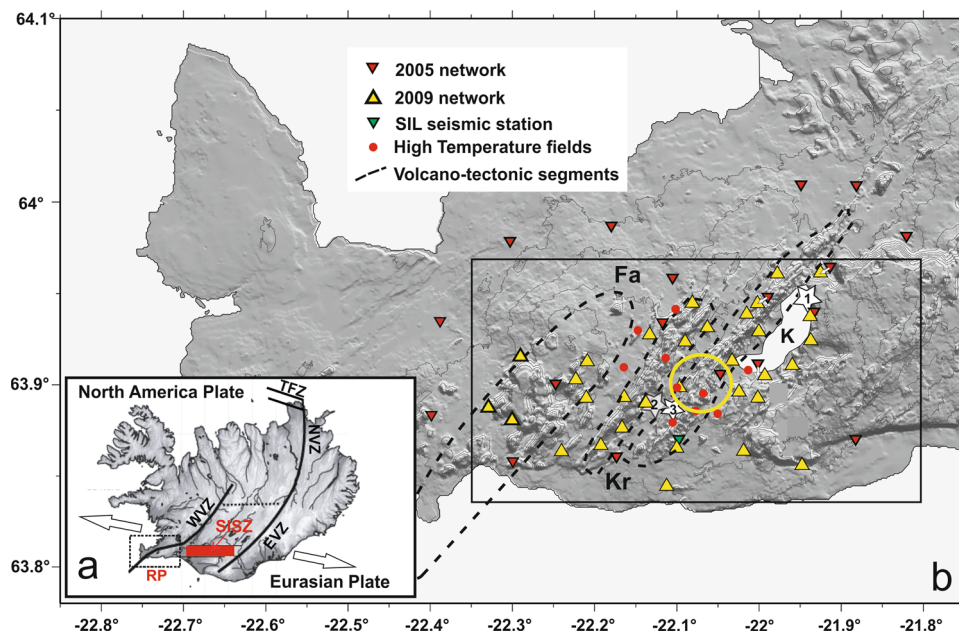 64.1°
64°
63.9°
63.8°
2005 network
2009 network
SIL seismic station
High Temperature fields
Volcano-tectonic segments
Fa
1
K
2
3
Kr
b
North America Plate
TFZ
NVZ
WVZ
SISZ
EVZ
RP
Eurasian Plate
a
-22.8° -22.7° -22.6° -22.5° -22.4° -22.3° -22.2° -22.1° -22° -21.9° -21.8°